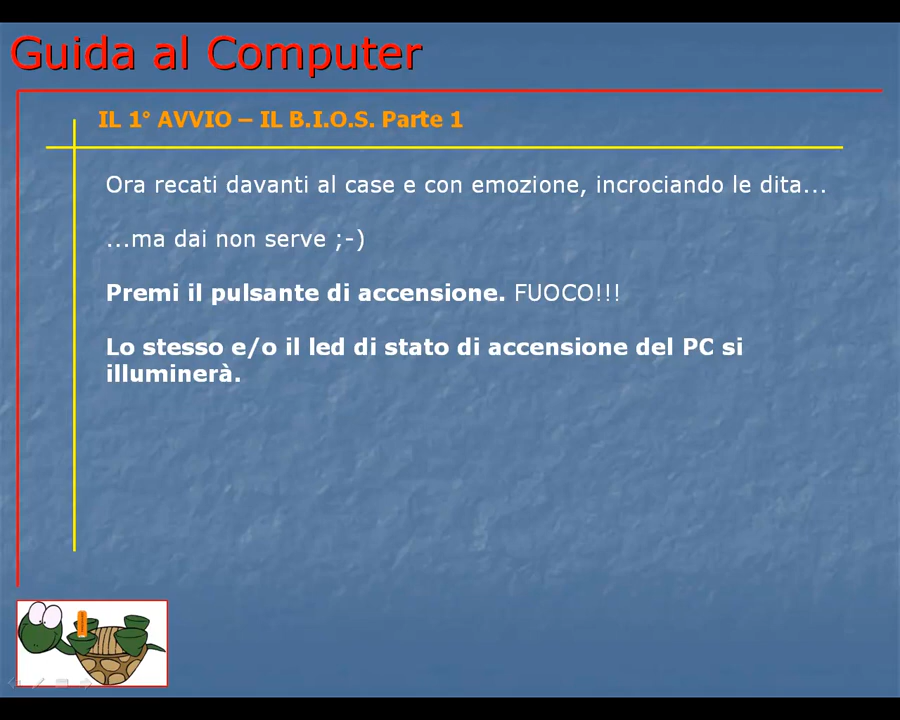 Guida al Computer
IL 1° AVVIO – IL B.I.O.S. Parte 1
Ora recati davanti al case e con emozione, incrociando le dita...
...ma dai non serve ;-)
Premi il pulsante di accensione. FUOCO!!!
Lo stesso e/o il led di stato di accensione del PC si
illuminerà.